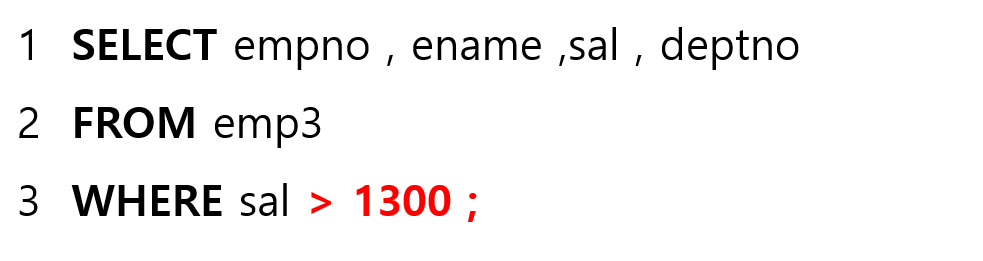 1 SELECT empno , ename ,sal , deptno
2 FROM emp3
3 WHERE sal > 1300 ;